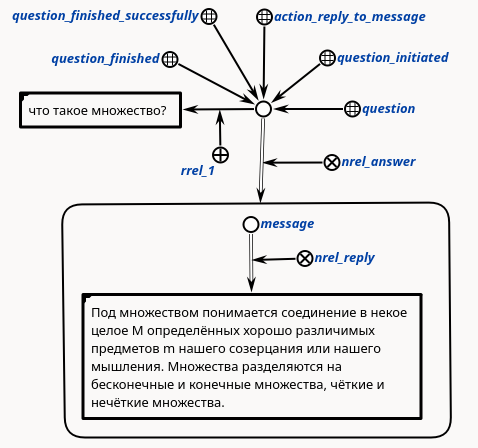 question_finished_successfully
action_reply_to_message
question_finished
question_initiated
что такое множество?
question
rrel_1
nrel_answer
message
nrel_reply
Под множеством понимается соединение в некое
целое M определённых хорошо различимых
предметов m нашего созерцания или нашего
мышления. Множества разделяются на
бесконечные и конечные множества, чёткие и
нечёткие множества.